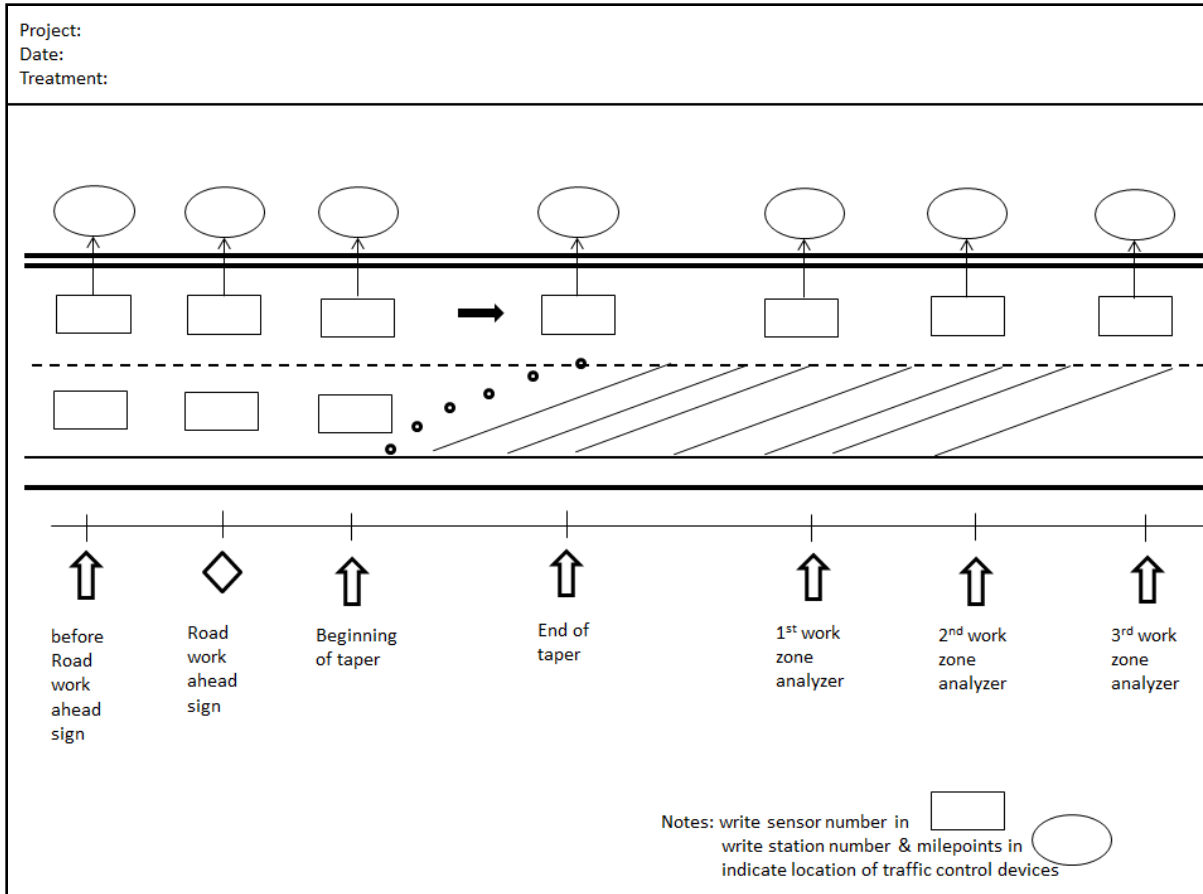 Project:
Date:
Treatment:
before
Road
work
ahead
sign
Road
work
ahead
sign
Beginning
of taper
End of
taper
1st work
zone
analyzer
2nd work
zone
analyzer
3rd work
zone
analyzer
Notes: write sensor number in
write station number & milepoints in
indicate location of traffic control devices